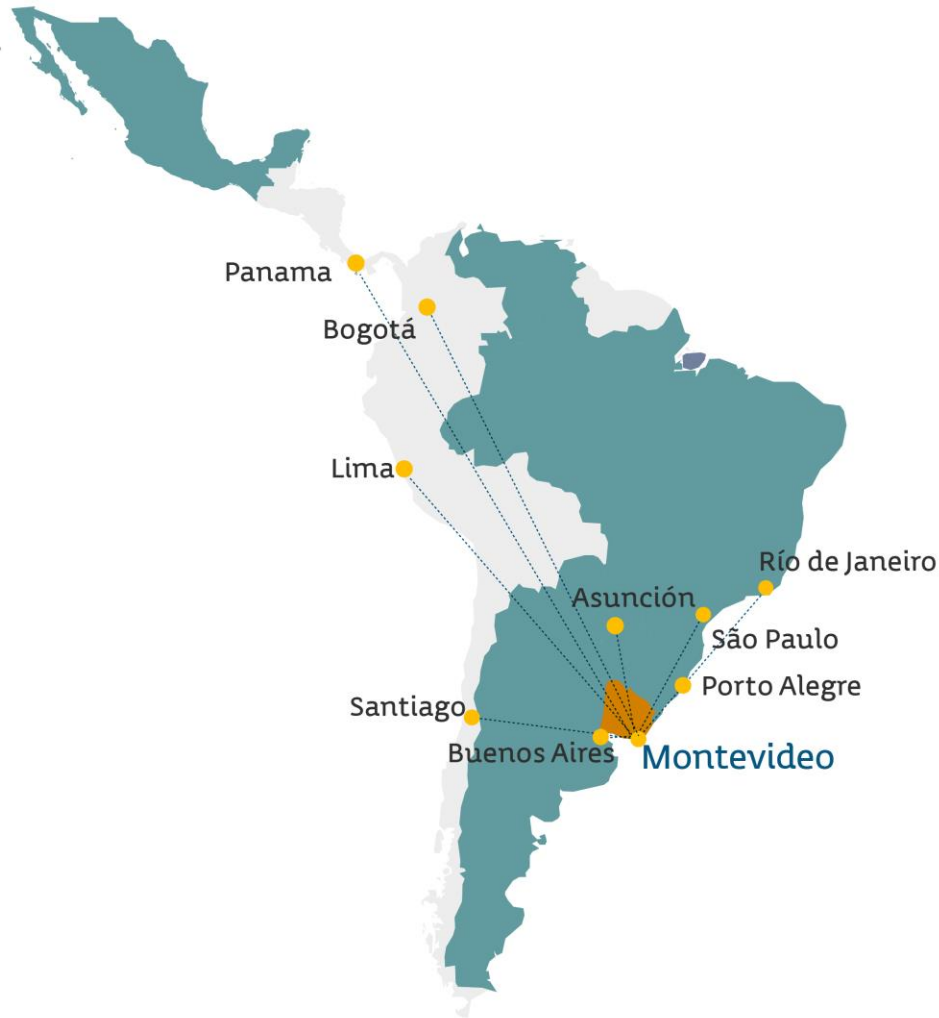 Panama
Bogotá
Lima
Río de Janeiro
Asunción
São Paulo
Porto Alegre
Santiago
Buenos Aires
Montevideo